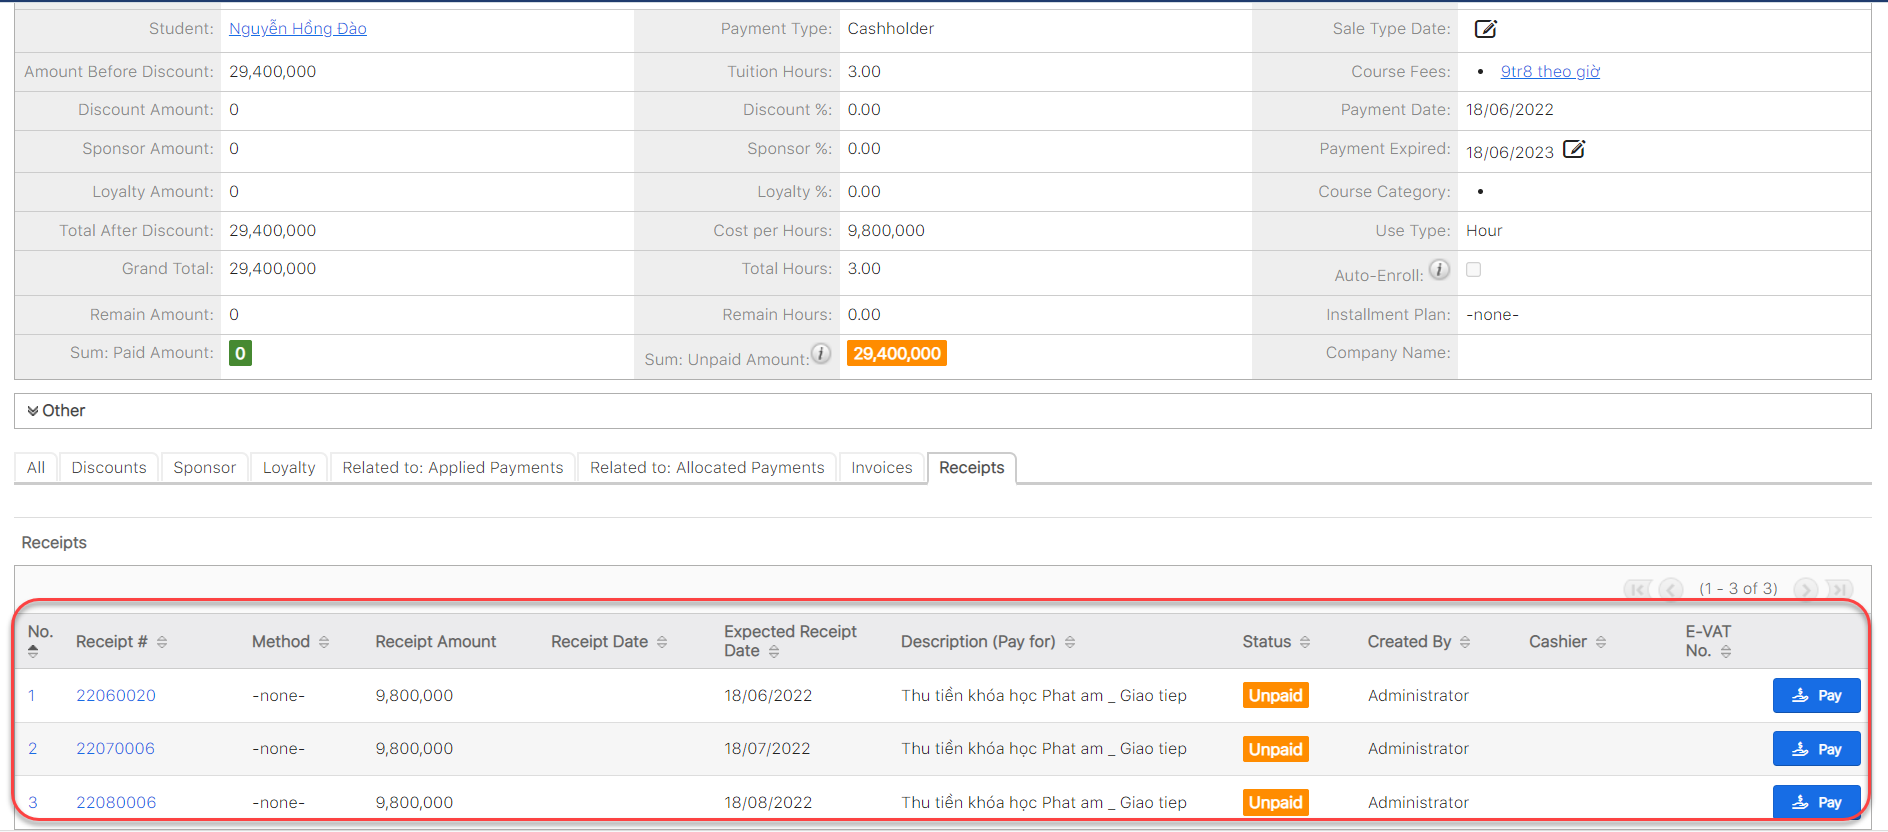 Student: Nguyễn Hồng Đào Payment Type: Cashholder Sale Type Date:
Amount Before Discount: 29,400,000 Tuition Hours: 3.00 Course Fees: • 9tr8 theo giờ
Discount Amount: 0 Discount %: 0.00 Payment Date: 18/06/2022
Sponsor Amount: 0 Sponsor %: 0.00 Payment Expired: 18/06/2023
Loyalty Amount: 0 Loyalty %: 0.00 Course Category: •
Total After Discount: 29,400,000 Cost per Hours: 9,800,000 Use Type: Hour
Grand Total: 29,400,000 Total Hours: 3.00 Auto-Enroll: i
Remain Amount: 0 Remain Hours: 0.00 Installment Plan: -none-
Sum: Paid Amount: 0 Sum: Unpaid Amount: i 29,400,000 Company Name:
Other
All Discounts Sponsor Loyalty Related to: Applied Payments Related to: Allocated Payments Invoices Receipts
Receipts
(1 - 3 of 3)
No. Receipt # Method Receipt Amount Receipt Date Expected Receipt Date Description (Pay for) Status Created By Cashier E-VAT No.
1 22060020 -none- 9,800,000 18/06/2022 Thu tiền khóa học Phat am _ Giao tiep Unpaid Administrator Pay
2 22070006 -none- 9,800,000 18/07/2022 Thu tiền khóa học Phat am _ Giao tiep Unpaid Administrator Pay
3 22080006 -none- 9,800,000 18/08/2022 Thu tiền khóa học Phat am _ Giao tiep Unpaid Administrator Pay